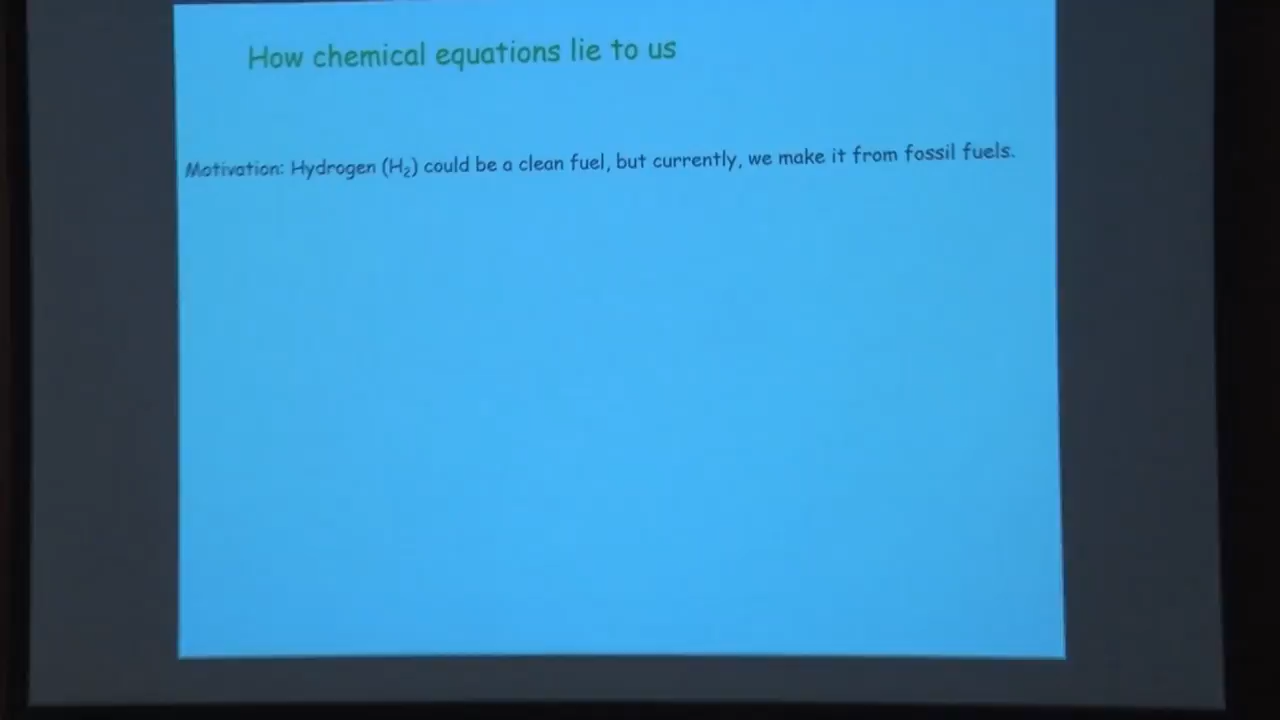 How chemical equations lie to us
Motivation: Hydrogen (H₂) could be a clean fuel, but currently, we make it from fossil fuels.